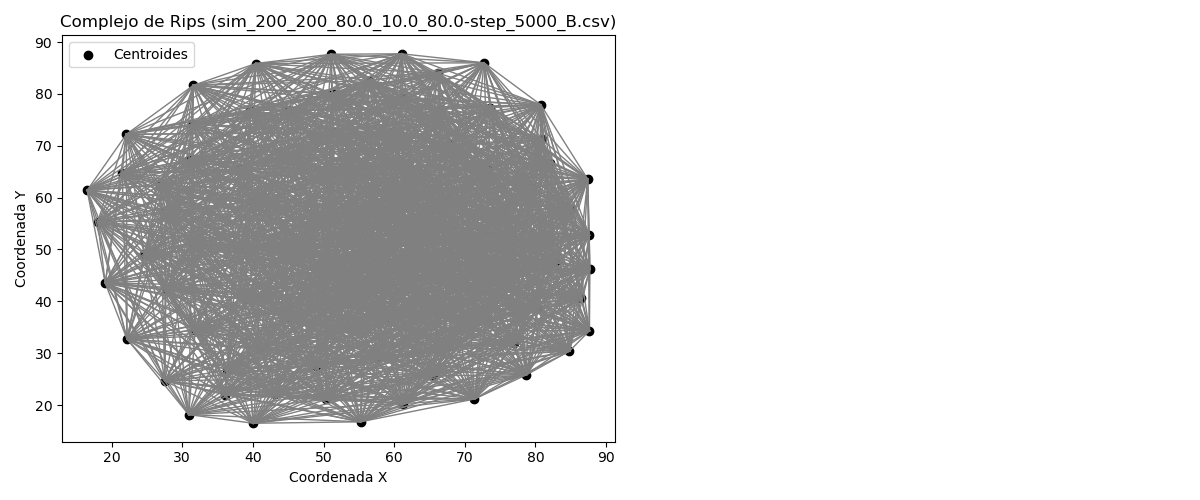 Complejo de Rips (sim_200_200_80.0_10.0_80.0-step_5000_B.csv)
Centroides
90
80
70
60
50
40
30
20
Coordenada Y
20 30 40 50 60 70 80 90
Coordenada X